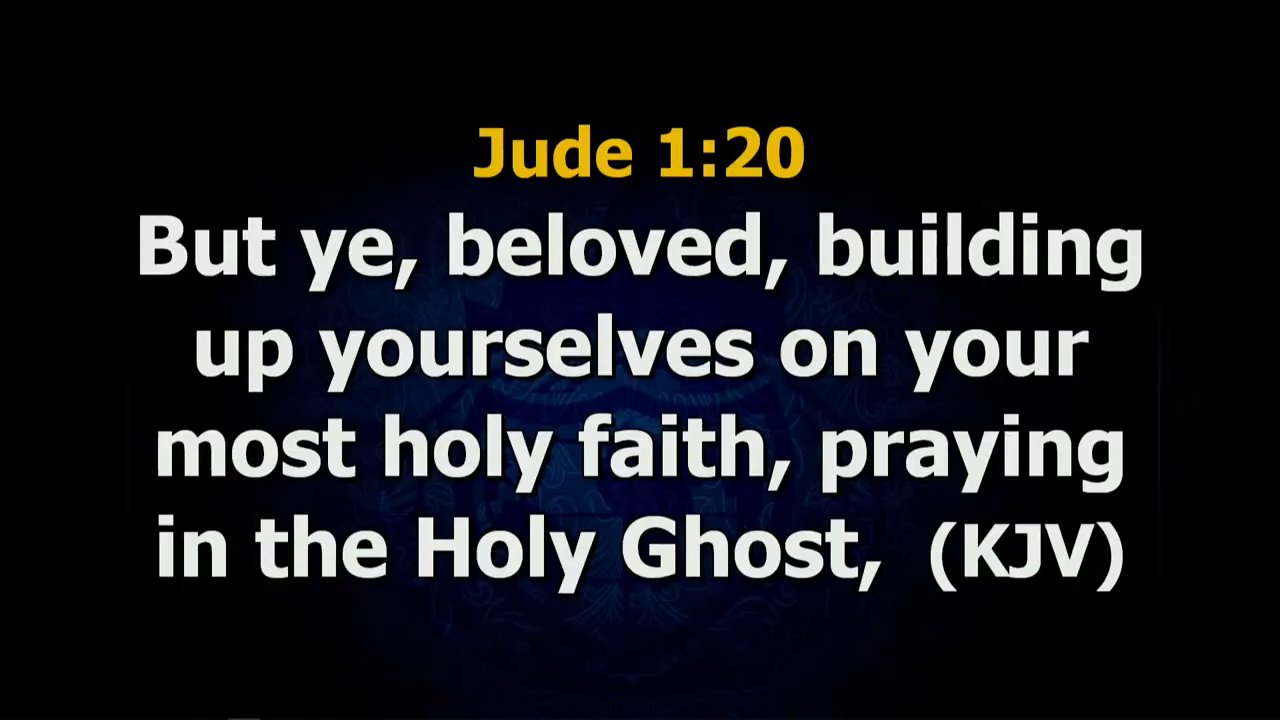 Jude 1:20
But ye, beloved, building
up yourselves on your
most holy faith, praying
in the Holy Ghost,  (KJV)